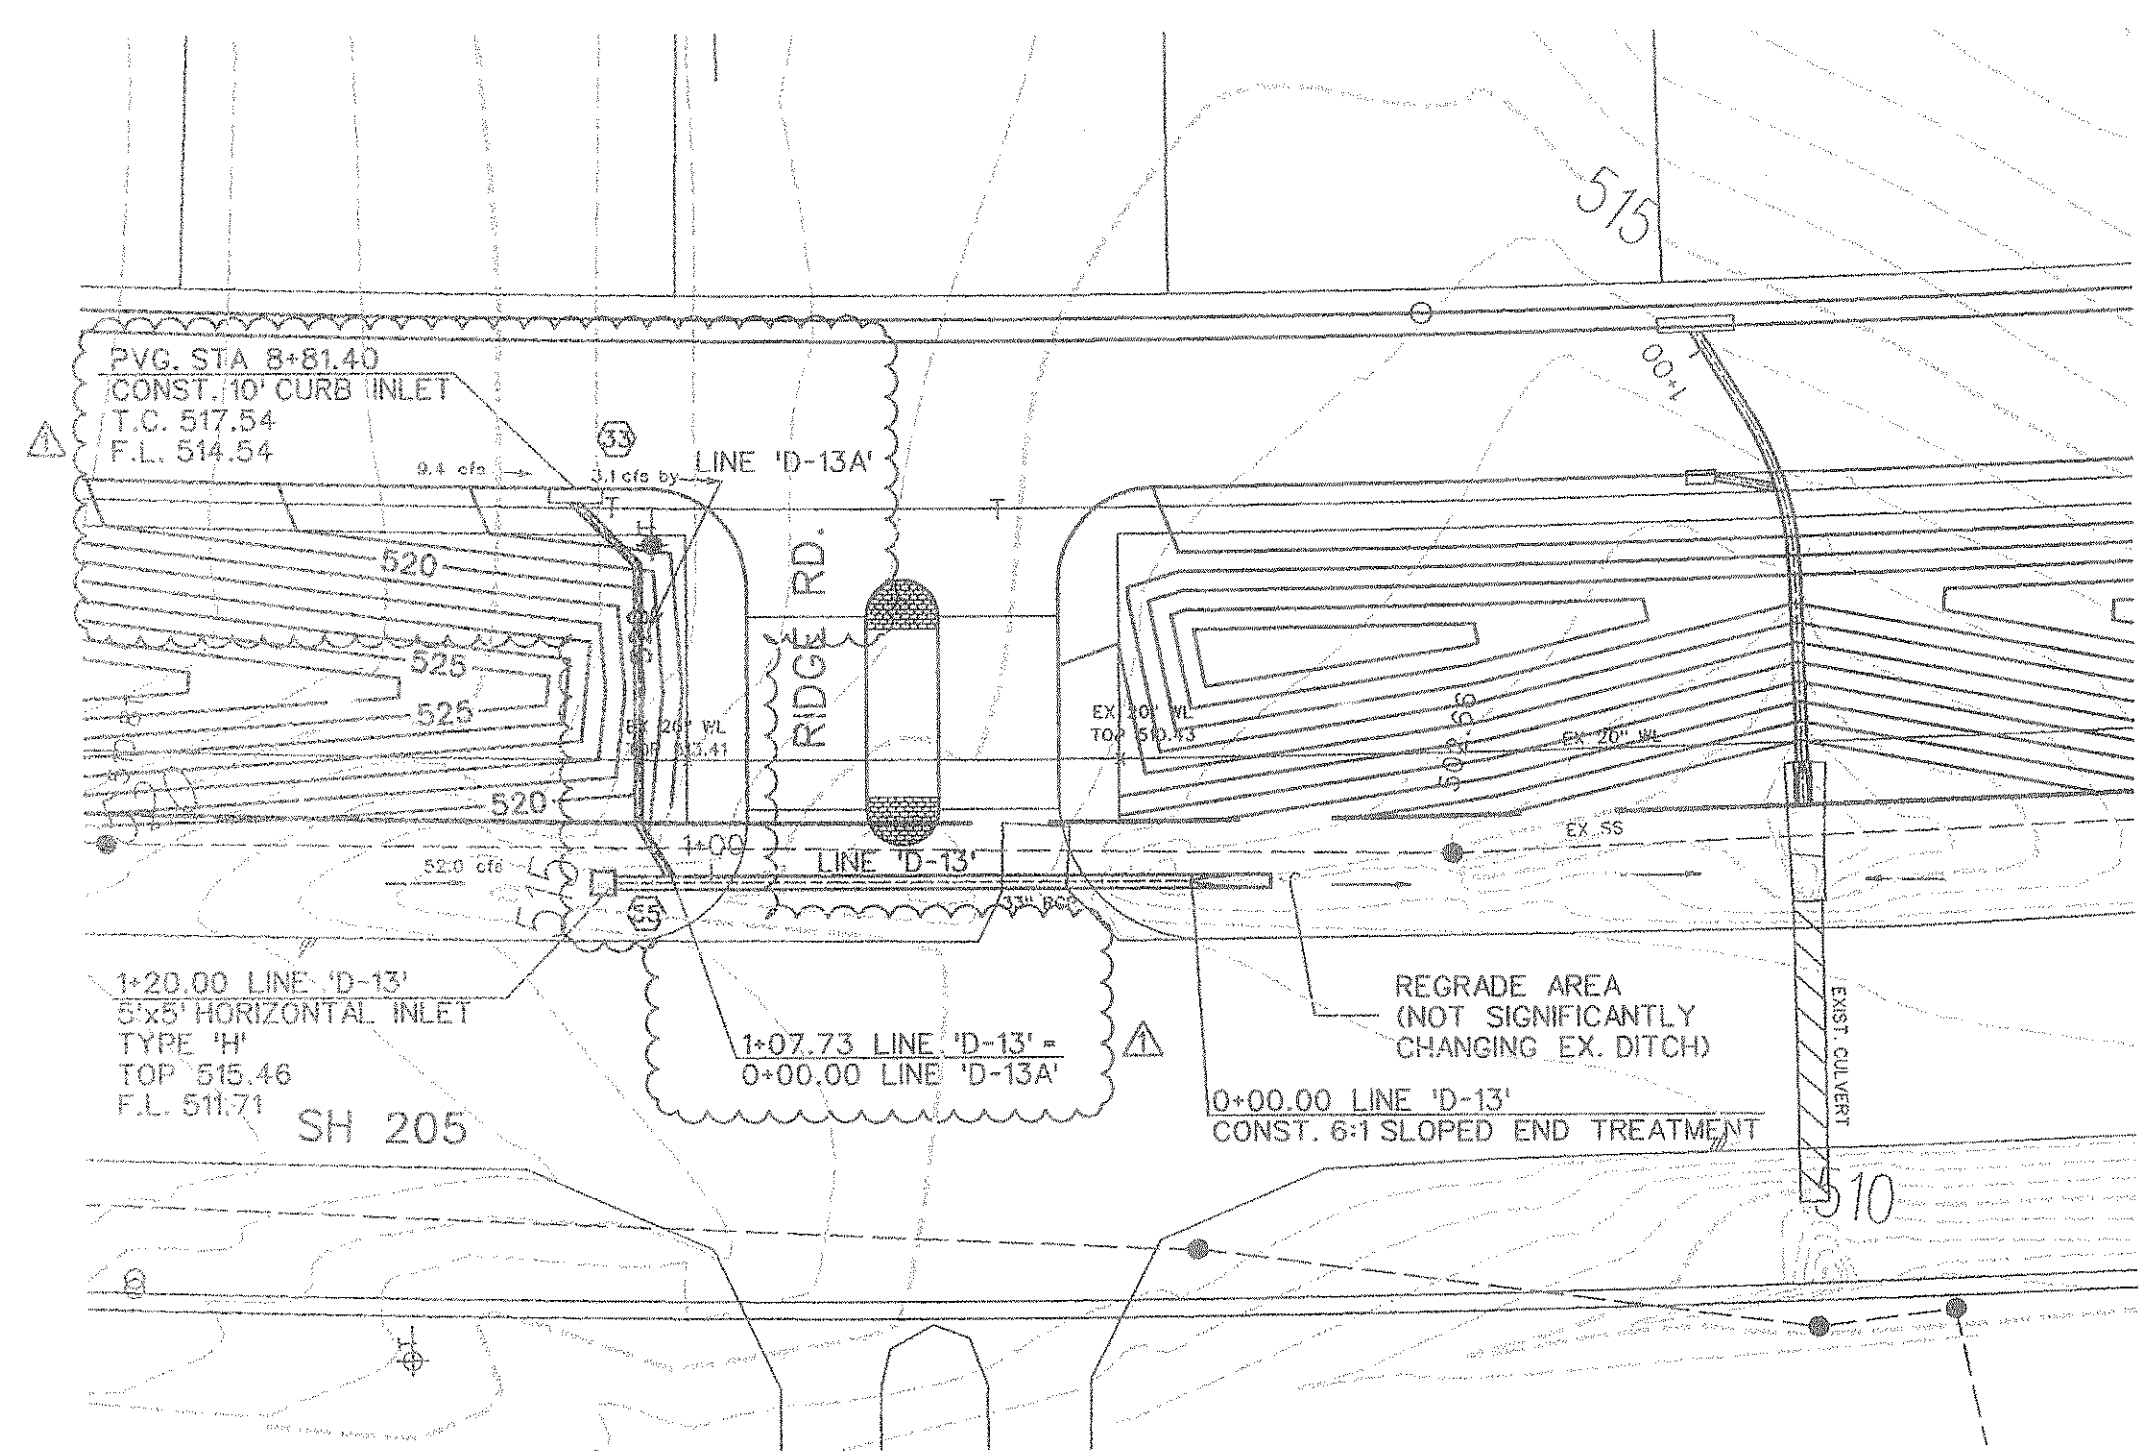 515
1+00
PVG. STA 8+81.40
CONST. 10' CURB INLET
T.C. 517.54
F.L. 514.54
1
33
9.4 cfs
3.1 cfs by
LINE 'D-13A'
T
T
520
525
525
520
RIDGE RD.
EX 20" WL
EX 20" WL
TOP 510.43
502.66
EX 20" WL
EX SS
1+00
LINE 'D-13'
52.0 cfs
515
55
33" RCP
1+20.00 LINE 'D-13'
5'x5' HORIZONTAL INLET
TYPE 'H'
TOP 515.46
F.L. 511.71
SH 205
1+07.73 LINE 'D-13' =
0+00.00 LINE 'D-13A'
1
REGRADE AREA
(NOT SIGNIFICANTLY
CHANGING EX. DITCH)
0+00.00 LINE 'D-13'
CONST. 6:1 SLOPED END TREATMENT
EXIST. CULVERT
510